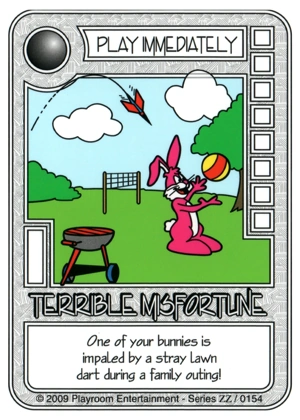 PLAY IMMEDIATELY
TERRIBLE MISFORTUNE
One of your bunnies is
impaled by a stray lawn
dart during a family outing!
© 2009 Playroom Entertainment - Series ZZ / 0154